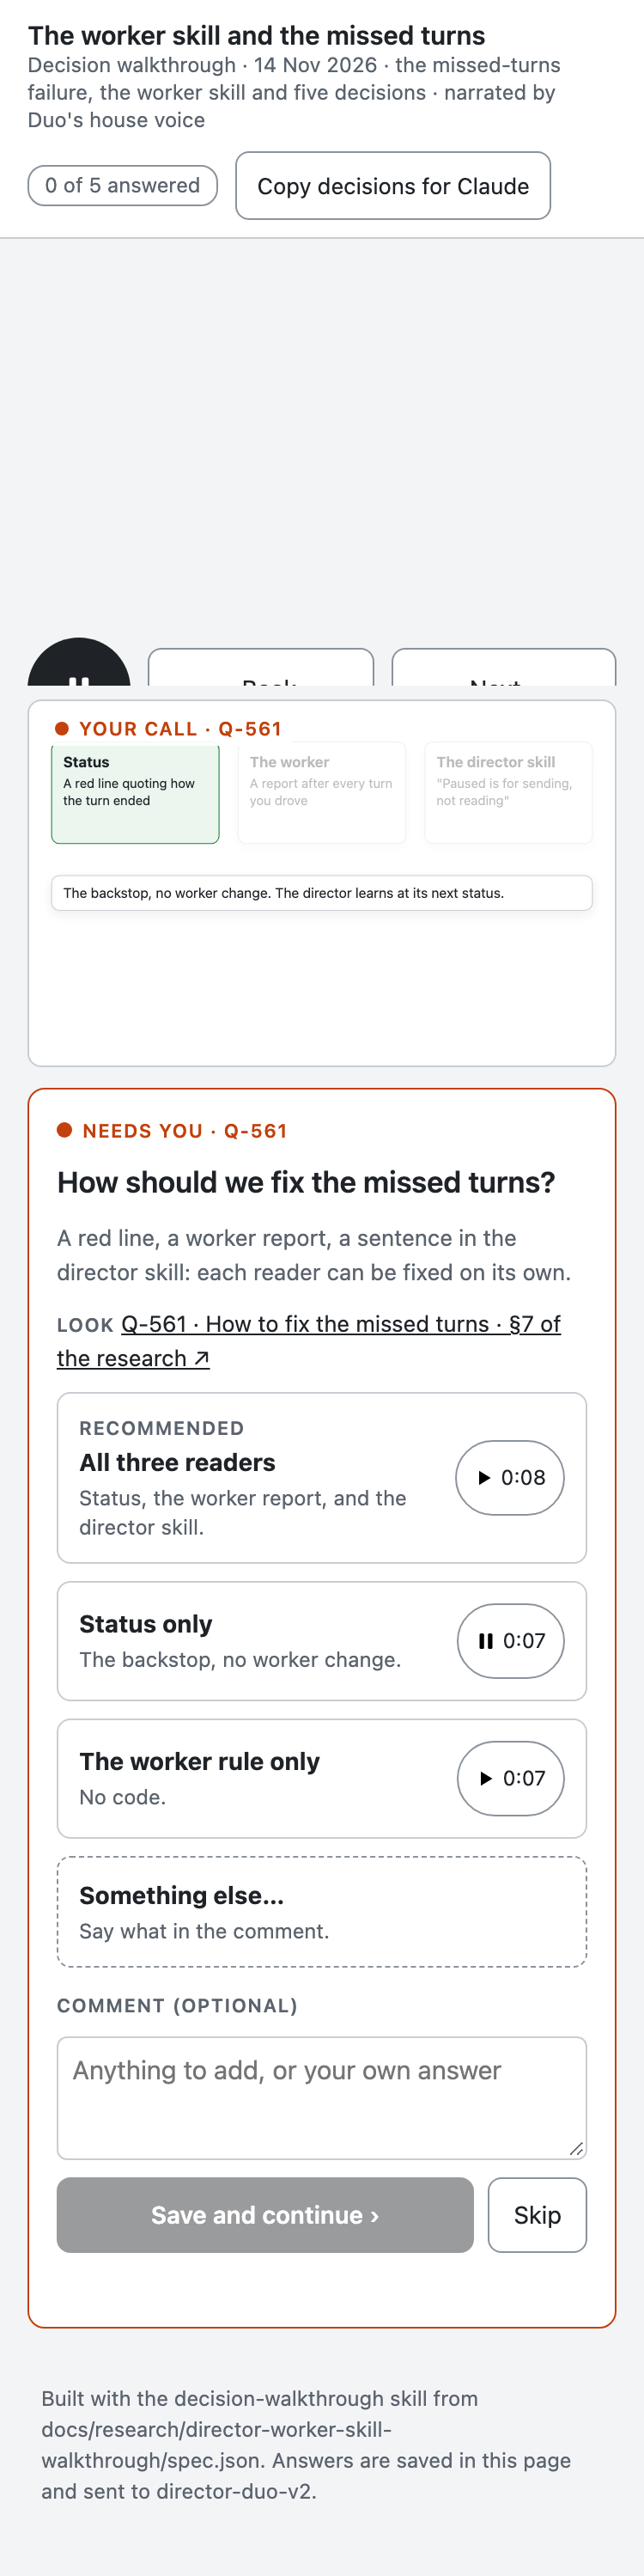 The worker skill and the missed turns
Decision walkthrough · 14 Nov 2026 · the missed-turns
failure, the worker skill and five decisions · narrated by
Duo's house voice
0 of 5 answered
Copy decisions for Claude
YOUR CALL · Q-561
Status
A red line quoting how
the turn ended
The worker
A report after every turn
you drove
The director skill
"Paused is for sending,
not reading"
The backstop, no worker change. The director learns at its next status.
NEEDS YOU · Q-561
How should we fix the missed turns?
A red line, a worker report, a sentence in the
director skill: each reader can be fixed on its own.
LOOK Q-561 · How to fix the missed turns · §7 of
the research ↗
RECOMMENDED
All three readers
Status, the worker report, and the
director skill.
0:08
Status only
The backstop, no worker change.
0:07
The worker rule only
No code.
0:07
Something else...
Say what in the comment.
COMMENT (OPTIONAL)
Anything to add, or your own answer
Save and continue ›
Skip
Built with the decision-walkthrough skill from
docs/research/director-worker-skill-
walkthrough/spec.json. Answers are saved in this page
and sent to director-duo-v2.